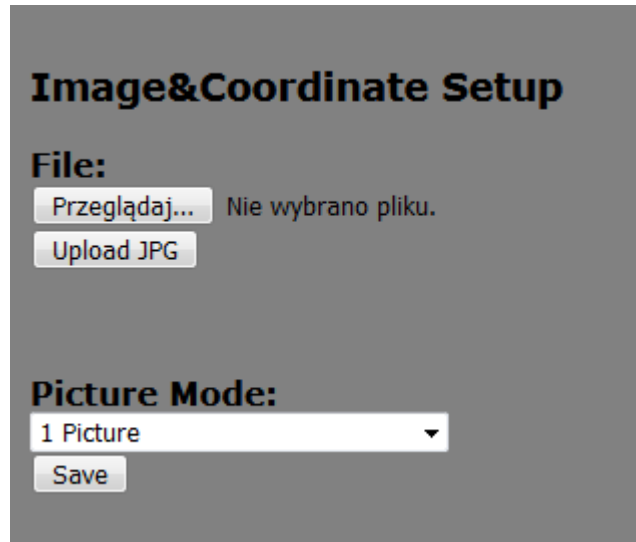 Image&Coordinate Setup
File:
Przeglądaj... Nie wybrano pliku.
Upload JPG
Picture Mode:
1 Picture
Save